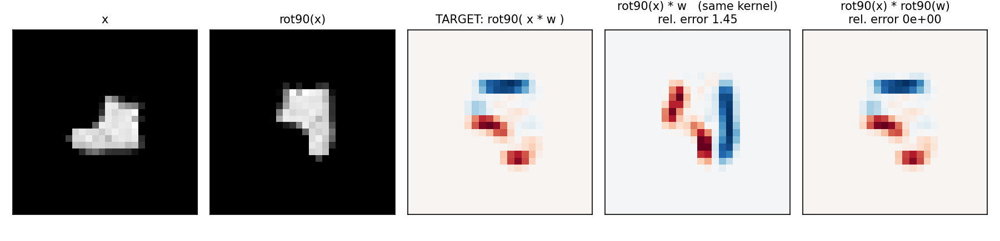 x
rot90(x)
TARGET: rot90( x * w )
rot90(x) * w   (same kernel)
rel. error 1.45
rot90(x) * rot90(w)
rel. error 0e+00